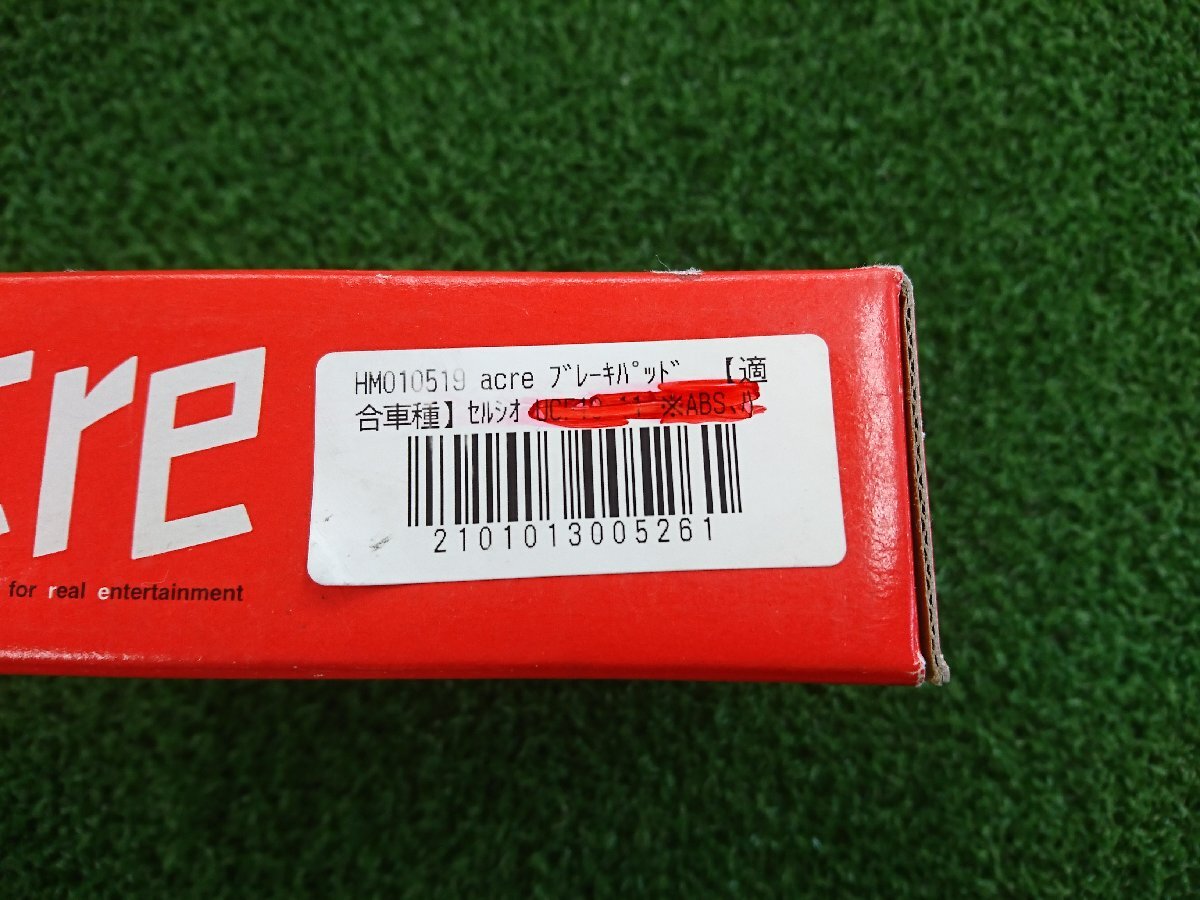 HM010519 acre ﾌﾞﾚｰｷﾊﾟｯﾄﾞ 【適
合車種】ｾﾙｼｵ ※ABS、
2101013005261
cre
for real entertainment